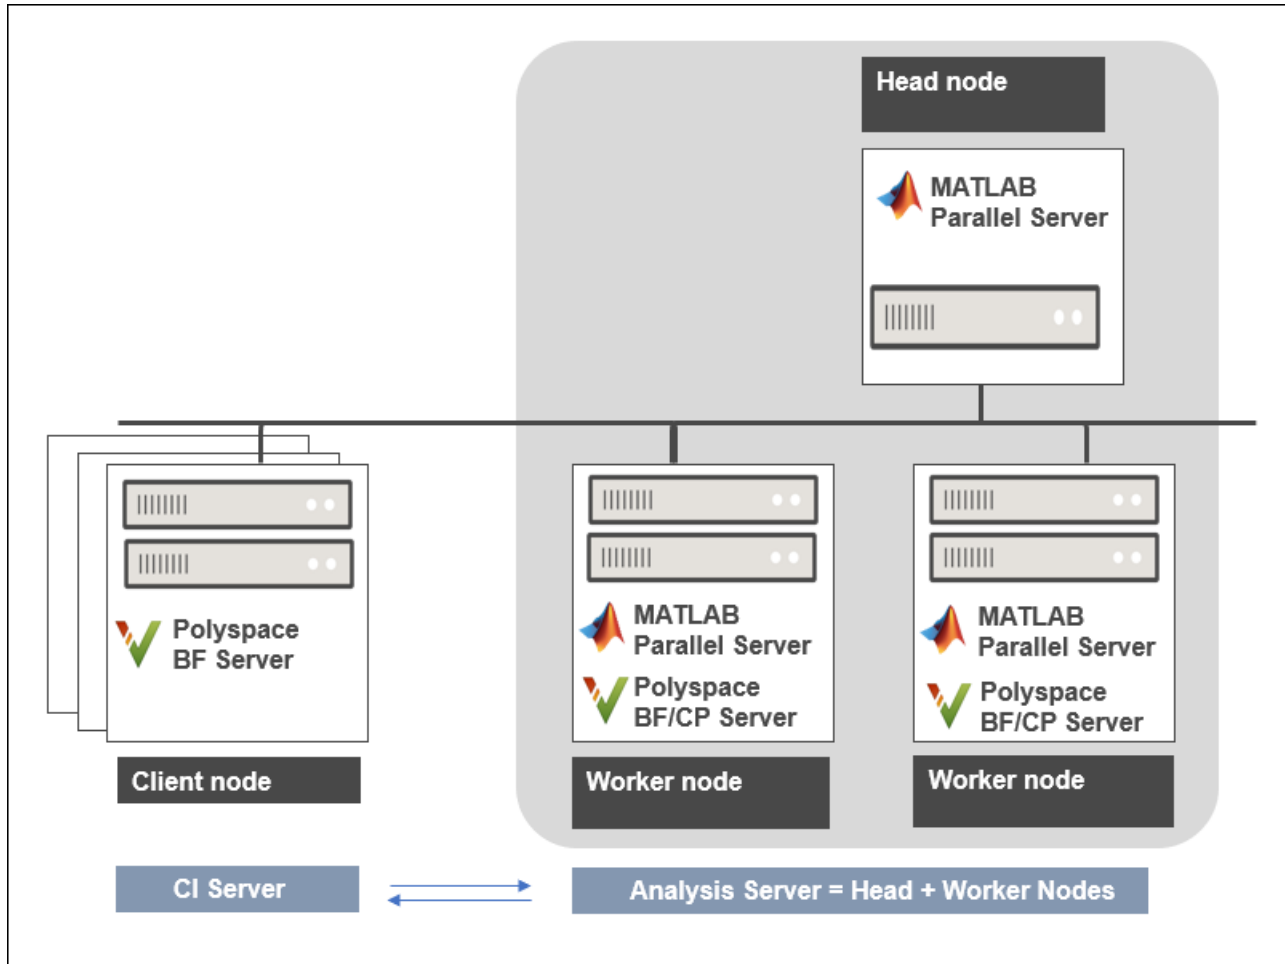 Head node
MATLAB
Parallel Server
Polyspace
BF Server
MATLAB
Parallel Server
Polyspace
BF/CP Server
MATLAB
Parallel Server
Polyspace
BF/CP Server
Client node
Worker node
Worker node
CI Server
Analysis Server = Head + Worker Nodes